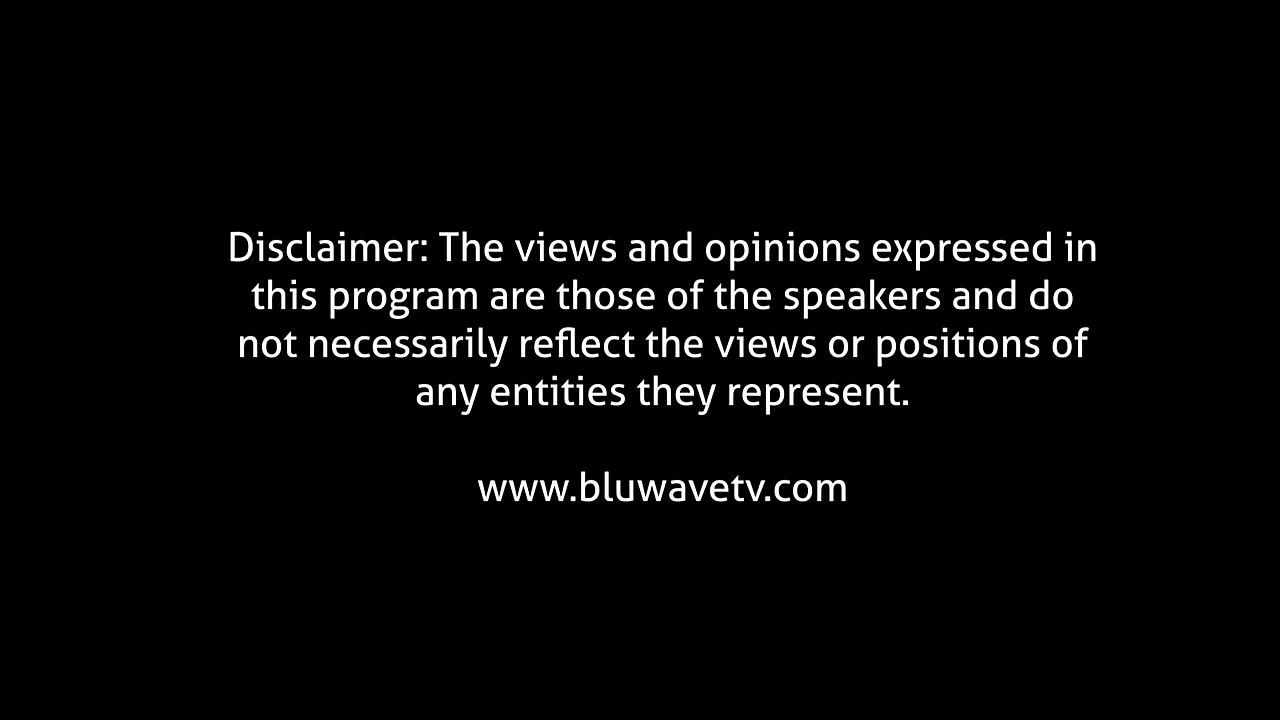 Disclaimer: The views and opinions expressed in
this program are those of the speakers and do
not necessarily reflect the views or positions of
any entities they represent.
www.bluwavetv.com